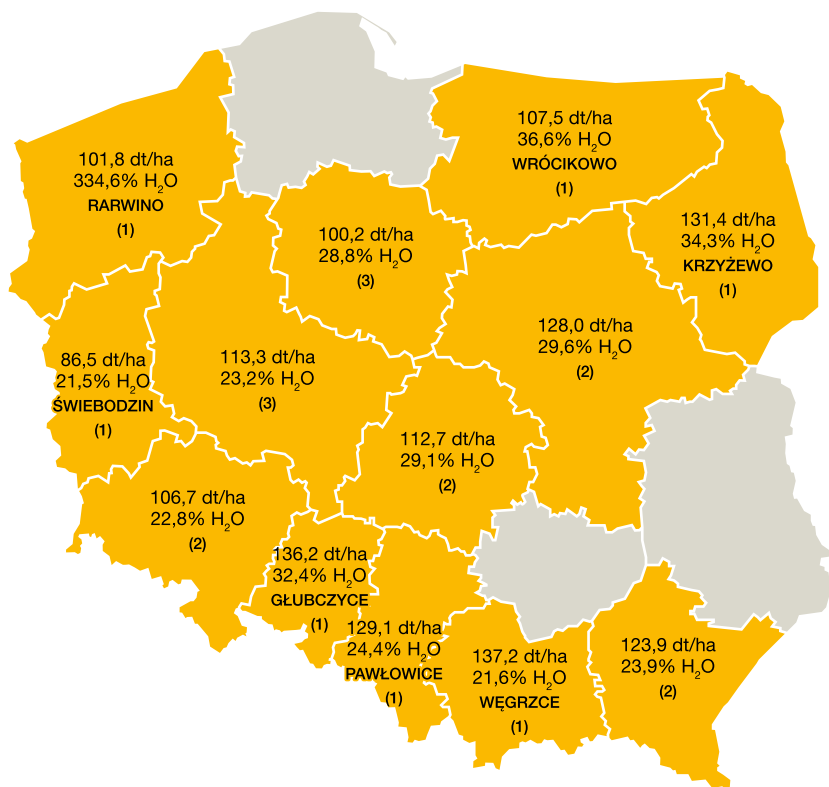 107,5 dt/ha
36,6% H₂O
WRÓCIKOWO
(1)
101,8 dt/ha
334,6% H₂O
RARWINO
(1)
131,4 dt/ha
34,3% H₂O
KRZYŻEWO
(1)
100,2 dt/ha
28,8% H₂O
(3)
128,0 dt/ha
29,6% H₂O
(2)
86,5 dt/ha
21,5% H₂O
ŚWIEBODZIN
(1)
113,3 dt/ha
23,2% H₂O
(3)
112,7 dt/ha
29,1% H₂O
(2)
106,7 dt/ha
22,8% H₂O
(2)
136,2 dt/ha
32,4% H₂O
GŁUBCZYCE
(1)
129,1 dt/ha
24,4% H₂O
PAWŁOWICE
(1)
137,2 dt/ha
21,6% H₂O
WĘGRZCE
(1)
123,9 dt/ha
23,9% H₂O
(2)